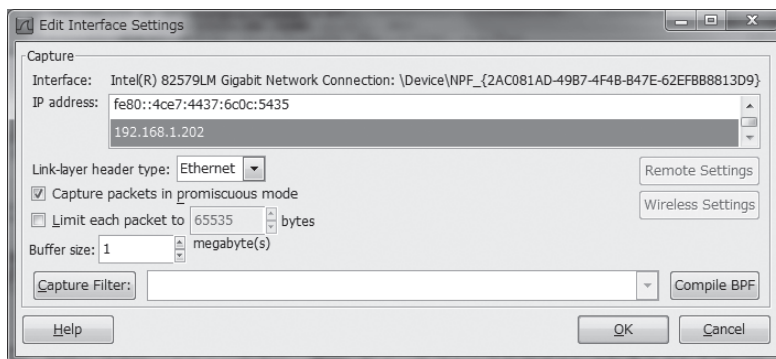 Edit Interface Settings
Capture
Interface: Intel(R) 82579LM Gigabit Network Connection: \Device\NPF_{2AC081AD-49B7-4F4B-B47E-62EFBB8813D9}
IP address: fe80::4ce7:4437:6c0c:5435
192.168.1.202
Link-layer header type: Ethernet
Remote Settings
Capture packets in promiscuous mode
Wireless Settings
Limit each packet to 65535 bytes
Buffer size: 1 megabyte(s)
Capture Filter: Compile BPF
Help OK Cancel